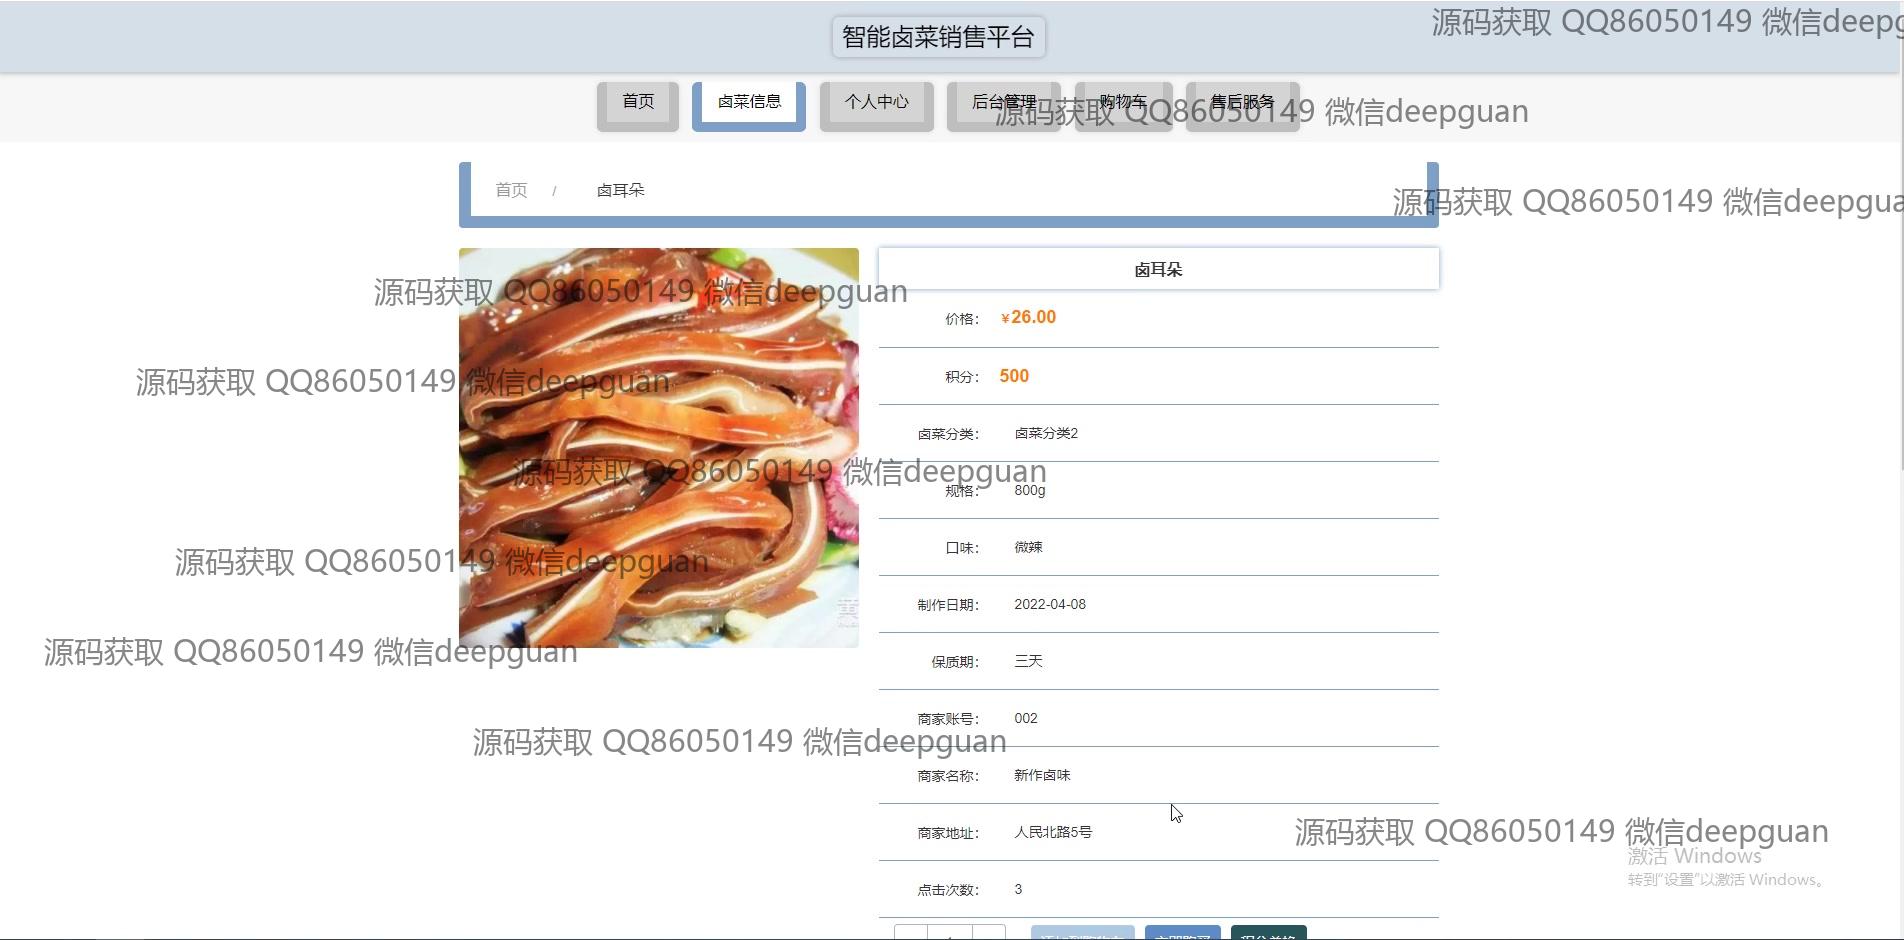 智能卤菜销售平台
源码获取 QQ86050149 微信deepg
首页 卤菜信息 个人中心 后台管理 购物车 售后服务
源码获取 QQ86050149 微信deepguan
首页 / 卤耳朵
源码获取 QQ86050149 微信deepgua
卤耳朵
源码获取 QQ86050149 微信deepguan
价格: ¥26.00
积分: 500
源码获取 QQ86050149 微信deepguan
卤菜分类: 卤菜分类2
源码获取 QQ86050149 微信deepguan
规格: 800g
口味: 微辣
源码获取 QQ86050149 微信deepguan
制作日期: 2022-04-08
源码获取 QQ86050149 微信deepguan
保质期: 三天
商家账号: 002
源码获取 QQ86050149 微信deepguan
商家名称: 新作卤味
商家地址: 人民北路5号
源码获取 QQ86050149 微信deepguan
激活 Windows
转到"设置"以激活 Windows。
点击次数: 3